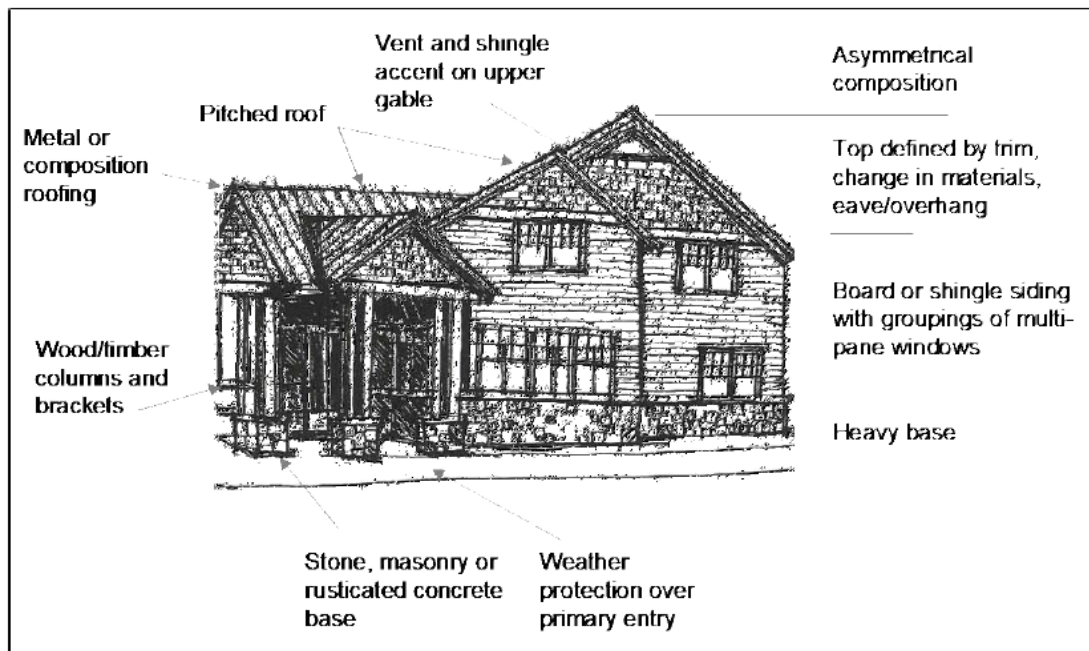 Vent and shingle
accent on upper
gable
Asymmetrical
composition
Pitched roof
Metal or
composition
roofing
Top defined by trim,
change in materials,
eave/overhang
Board or shingle siding
with groupings of multi-
pane windows
Wood/timber
columns and
brackets
Heavy base
Stone, masonry or
rusticated concrete
base
Weather
protection over
primary entry